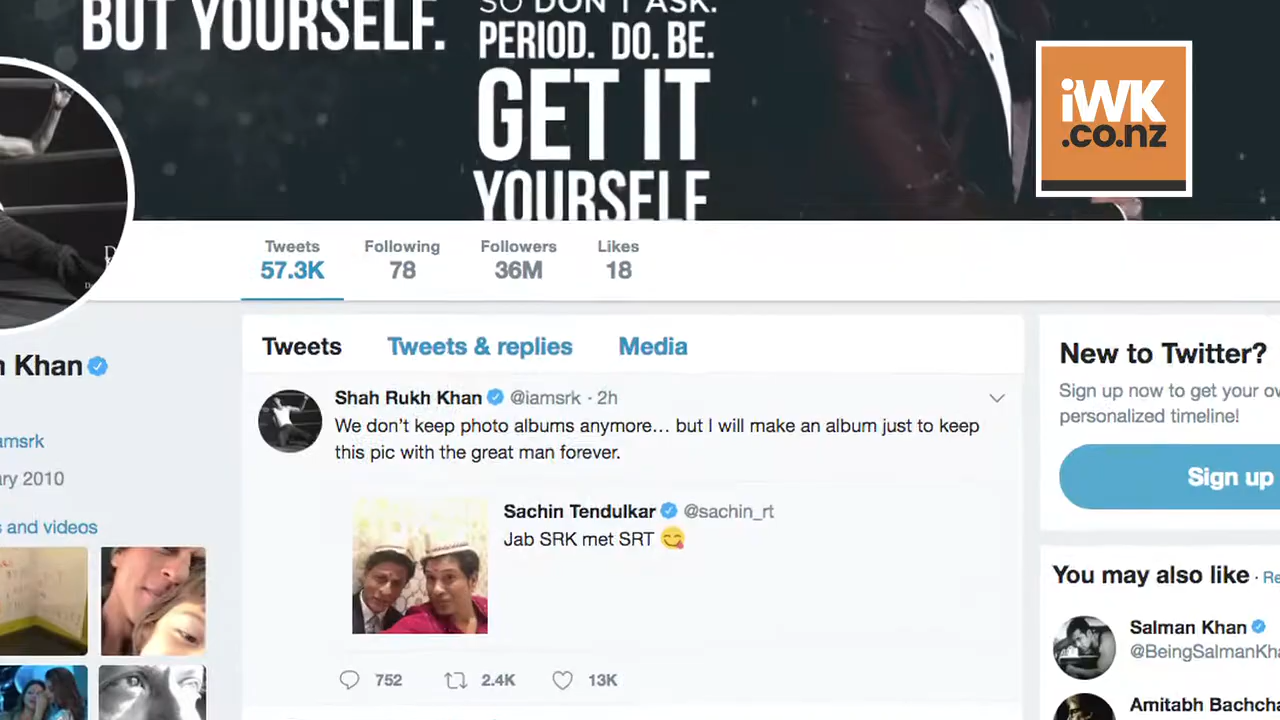 BUT YOURSELF.
SO DON'T ASK.
PERIOD. DO. BE.
GET IT
YOURSELF
iWK
.co.nz
Tweets Following Followers Likes
57.3K 78 36M 18
Khan
Tweets Tweets & replies Media
New to Twitter?
Sign up now to get your
personalized timeline!
Sign up
Shah Rukh Khan @iamsrk · 2h
We don't keep photo albums anymore… but I will make an album just to keep
this pic with the great man forever.
Sachin Tendulkar @sachin_rt
Jab SRK met SRT 😋
752 2.4K 13K
amsrk
2010
and videos
You may also like ·
Salman Khan
@BeingSalmanKha
Amitabh Bachcha